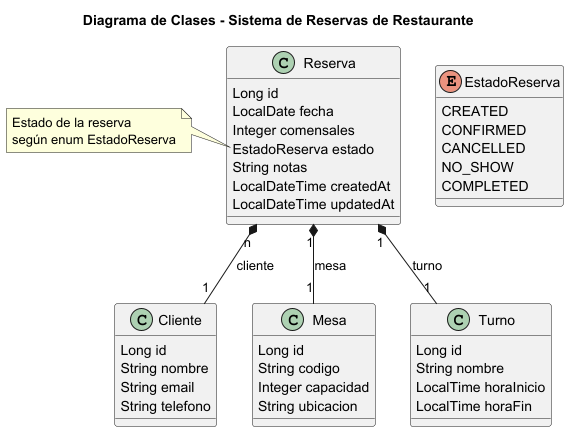 Diagrama de Clases - Sistema de Reservas de Restaurante
C Reserva
Long id
LocalDate fecha
Integer comensales
EstadoReserva estado
String notas
LocalDateTime createdAt
LocalDateTime updatedAt
E EstadoReserva
CREATED
CONFIRMED
CANCELLED
NO_SHOW
COMPLETED
Estado de la reserva
según enum EstadoReserva
n
1
1
cliente
mesa
turno
1
1
1
C Cliente
Long id
String nombre
String email
String telefono
C Mesa
Long id
String codigo
Integer capacidad
String ubicacion
C Turno
Long id
String nombre
LocalTime horaInicio
LocalTime horaFin